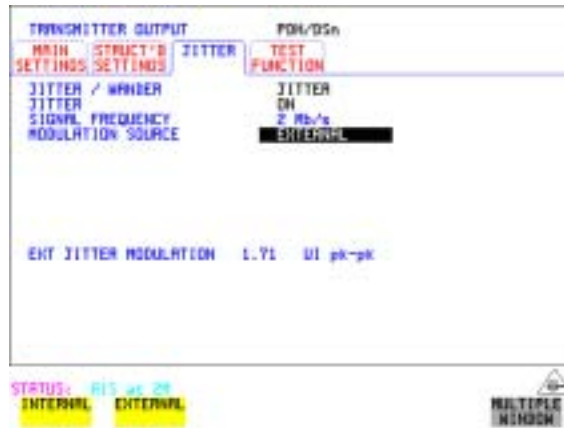 TRANSMITTER OUTPUT PDH/DSn
MAIN SETTINGS STRUCT'D SETTINGS JITTER TEST FUNCTION
JITTER / WANDER JITTER
JITTER ON
SIGNAL FREQUENCY 2 Mb/s
MODULATION SOURCE EXTERNAL
EXT JITTER MODULATION 1.71 UI pk-pk
STATUS: AIS
INTERNAL EXTERNAL MULTIPLE WINDOW